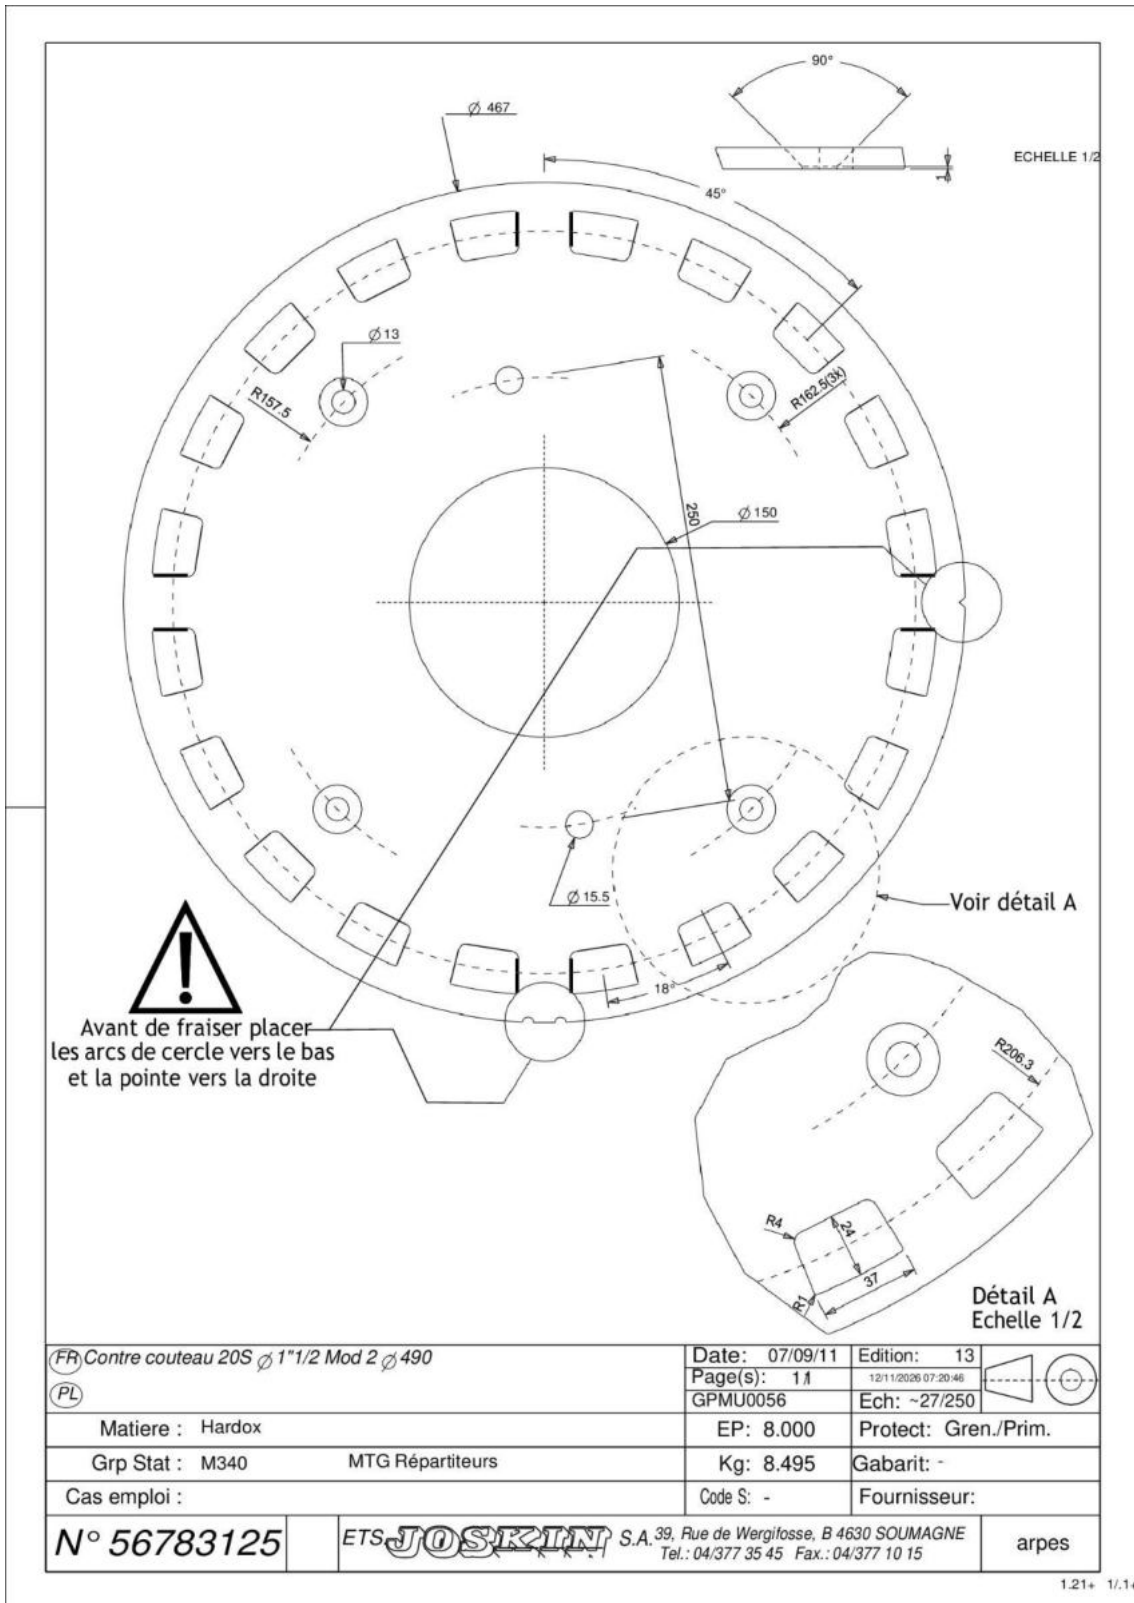 90°
ECHELLE 1/2
1
Ø 467
45°
Ø 13
R157.5
R162.5(3x)
250
Ø 150
Ø 15.5
Voir détail A
18°
Avant de fraiser placer
les arcs de cercle vers le bas
et la pointe vers la droite
R206.3
R4
24
37
R1
Détail A
Echelle 1/2
FR Contre couteau 20S Ø 1"1/2 Mod 2 Ø 490
PL
Date: 07/09/11 Edition: 13
Page(s): 1/1 12/11/2026 07:20:46
GPMU0056 Ech: ~27/250
Matiere : Hardox EP: 8.000 Protect: Gren./Prim.
Grp Stat : M340 MTG Répartiteurs Kg: 8.495 Gabarit: -
Cas emploi : Code S: - Fournisseur:
N° 56783125 ETS JOSKIN S.A. 39, Rue de Wergifosse, B 4630 SOUMAGNE
Tel.: 04/377 35 45 Fax.: 04/377 10 15
arpes
1.21+